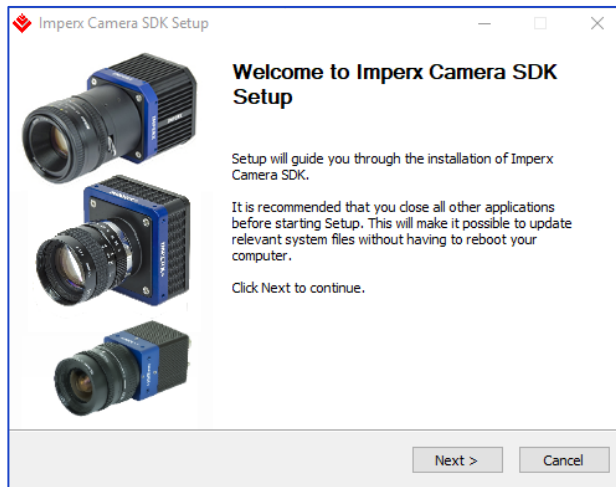 Imperx Camera SDK Setup
Welcome to Imperx Camera SDK
Setup
Setup will guide you through the installation of Imperx
Camera SDK.
It is recommended that you close all other applications
before starting Setup. This will make it possible to update
relevant system files without having to reboot your
computer.
Click Next to continue.
Next >
Cancel